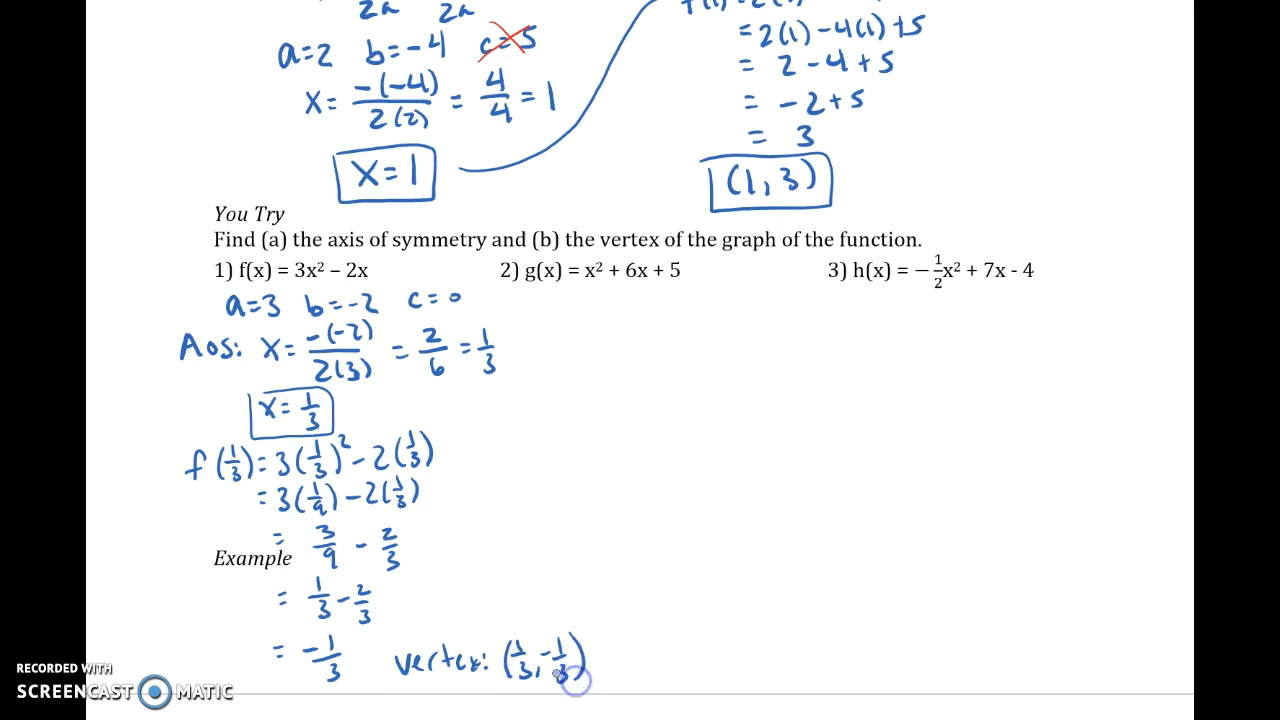 2a 2a
a=2 b=-4 c=5
x= -(-4)/2(2) = 4/4 = 1
x=1
=2(1)-4(1)+5
= 2-4+5
= -2+5
= 3
(1,3)
You Try
Find (a) the axis of symmetry and (b) the vertex of the graph of the function.
1) f(x) = 3x² – 2x 2) g(x) = x² + 6x + 5 3) h(x) = −1/2x² + 7x - 4
a=3 b=-2 c=0
Aos: x= -(-2)/2(3) = 2/6 = 1/3
x= 1/3
f(1/3)= 3(1/3)² - 2(1/3)
= 3(1/9) - 2(1/3)
= 3/9 - 2/3
Example
= 1/3 - 2/3
= -1/3 vertex: (1/3, -1/3)
RECORDED WITH
SCREENCAST MATIC